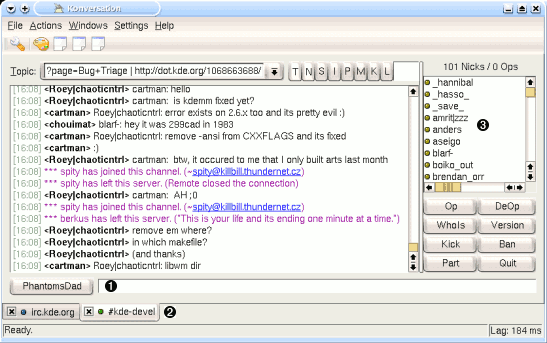 Konversation
File Actions Windows Settings Help
Topic: ?page=Bug+Triage | http://dot.kde.org/1068663688/ T N S I P M K L
101 Nicks / 0 Ops
[16:08] <Roey|chaoticntrl> cartman: hello
[16:08] <Roey|chaoticntrl> cartman: is kdemm fixed yet?
[16:08] <cartman> Roey|chaoticntrl: error exists on 2.6.x too and its pretty evil :)
[16:08] <chouimat> blarf-: hey it was 299cad in 1983
[16:08] <cartman> Roey|chaoticntrl: remove -ansi from CXXFLAGS and its fixed
[16:08] <cartman> :)
[16:08] <Roey|chaoticntrl> cartman: btw, it occured to me that I only built arts last month
[16:08] *** spity has joined this channel. (~spity@killbill.thundernet.cz)
[16:08] *** spity has left this server. (Remote closed the connection)
[16:08] <Roey|chaoticntrl> cartman: AH ;0
[16:08] *** spity has joined this channel. (~spity@killbill.thundernet.cz)
[16:08] *** berkus has left this server. ("This is your life and its ending one minute at a time.")
[16:08] <Roey|chaoticntrl> remove em where?
[16:08] <Roey|chaoticntrl> in which makefile?
[16:08] <Roey|chaoticntrl> (and thanks)
[16:08] <cartman> Roey|chaoticntrl: libwm dir
_hannibal
_hasso_
_save_
amrit|zzz
anders
aseigo
blarf-
boiko_out
brendan_orr
3
Op DeOp
WhoIs Version
Kick Ban
Part Quit
PhantomsDad 1
irc.kde.org #kde-devel 2
Ready. Lag: 184 ms